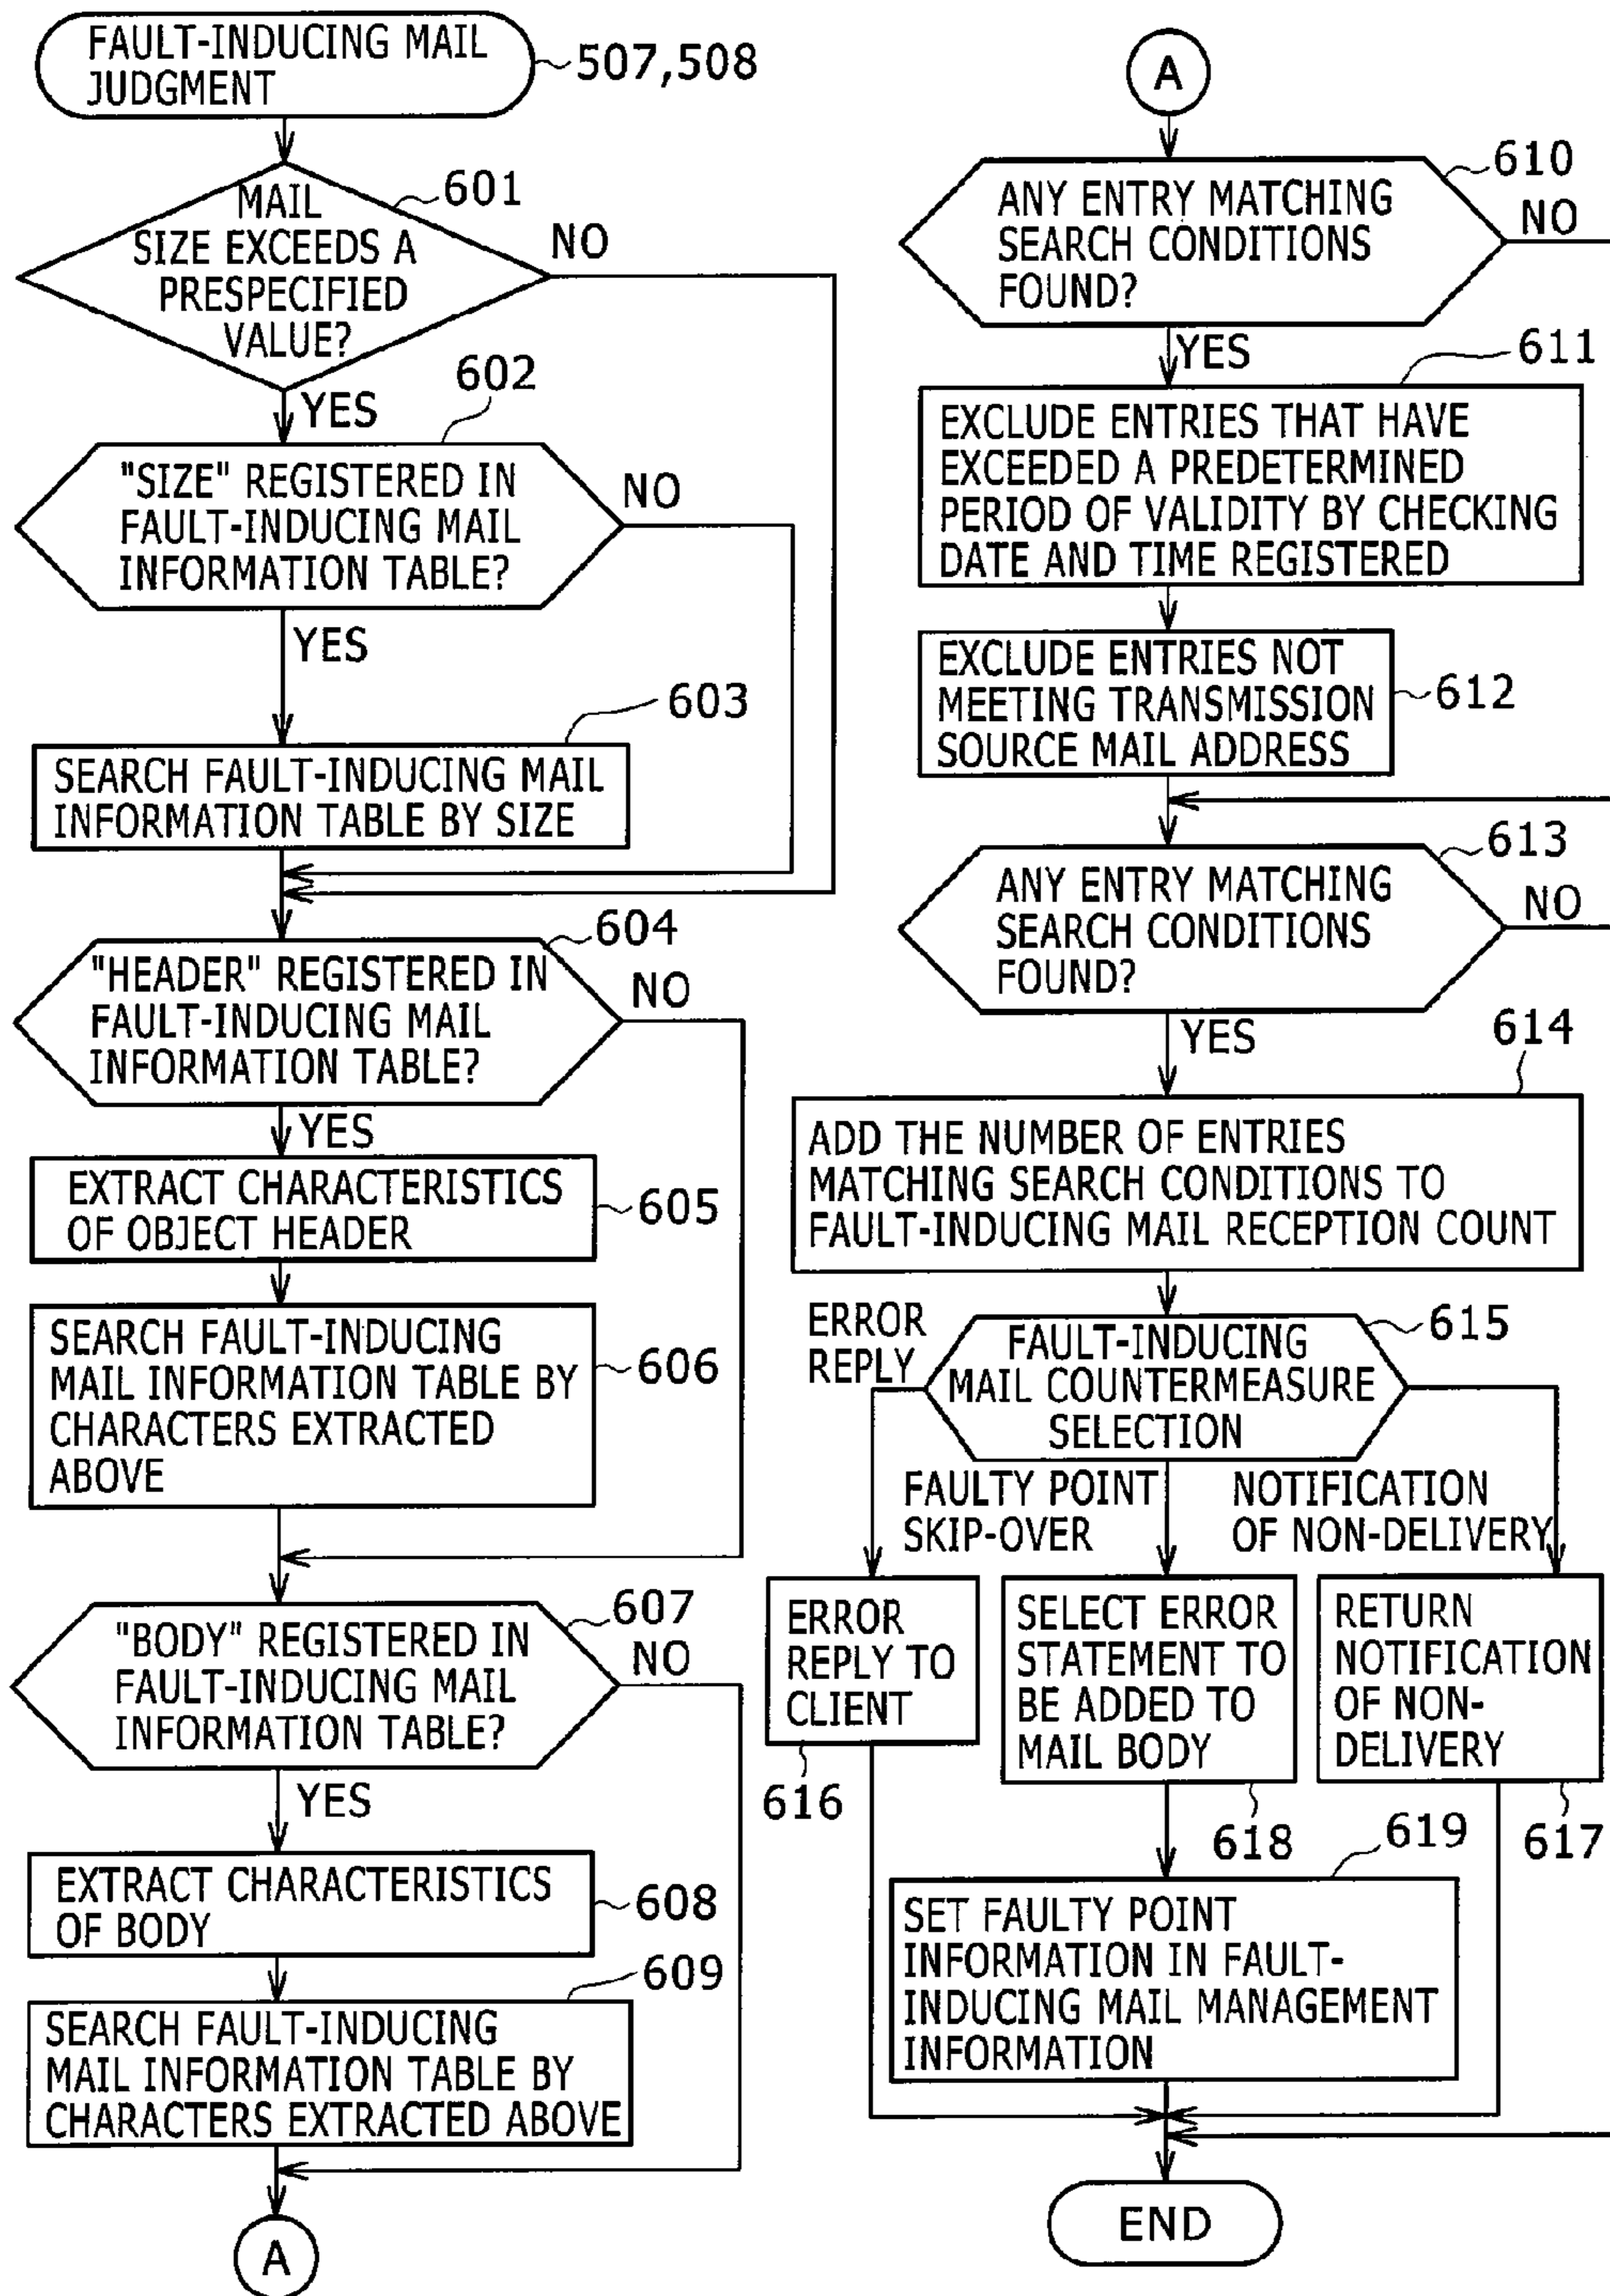 FAULT-INDUCING MAIL
JUDGMENT
507,508
MAIL
SIZE EXCEEDS A
PRESPECIFIED
VALUE?
601
NO
YES
602
"SIZE" REGISTERED IN
FAULT-INDUCING MAIL
INFORMATION TABLE?
NO
YES
603
SEARCH FAULT-INDUCING MAIL
INFORMATION TABLE BY SIZE
604
"HEADER" REGISTERED IN
FAULT-INDUCING MAIL
INFORMATION TABLE?
NO
YES
EXTRACT CHARACTERISTICS
OF OBJECT HEADER
605
SEARCH FAULT-INDUCING
MAIL INFORMATION TABLE BY
CHARACTERS EXTRACTED
ABOVE
606
607
"BODY" REGISTERED IN
FAULT-INDUCING MAIL
INFORMATION TABLE?
NO
YES
EXTRACT CHARACTERISTICS
OF BODY
608
609
SEARCH FAULT-INDUCING
MAIL INFORMATION TABLE BY
CHARACTERS EXTRACTED ABOVE
A
A
610
ANY ENTRY MATCHING
SEARCH CONDITIONS
FOUND?
NO
YES
611
EXCLUDE ENTRIES THAT HAVE
EXCEEDED A PREDETERMINED
PERIOD OF VALIDITY BY CHECKING
DATE AND TIME REGISTERED
EXCLUDE ENTRIES NOT
MEETING TRANSMISSION
SOURCE MAIL ADDRESS
612
613
ANY ENTRY MATCHING
SEARCH CONDITIONS
FOUND?
NO
YES
614
ADD THE NUMBER OF ENTRIES
MATCHING SEARCH CONDITIONS TO
FAULT-INDUCING MAIL RECEPTION COUNT
ERROR
REPLY
FAULT-INDUCING
MAIL COUNTERMEASURE
SELECTION
615
FAULTY POINT
SKIP-OVER
NOTIFICATION
OF NON-DELIVERY
ERROR
REPLY TO
CLIENT
616
SELECT ERROR
STATEMENT TO
BE ADDED TO
MAIL BODY
618
RETURN
NOTIFICATION
OF NON-
DELIVERY
617
619
SET FAULTY POINT
INFORMATION IN FAULT-
INDUCING MAIL MANAGEMENT
INFORMATION
END